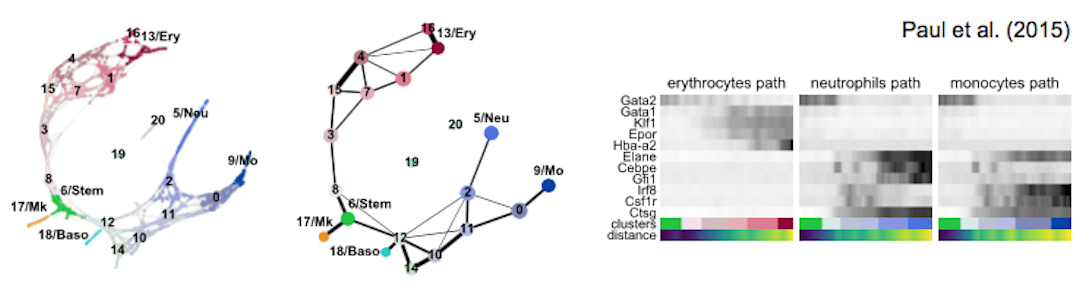 Paul et al. (2015)
16
13/Ery
4
1
15
7
3
20
5/Neu
19
9/Mo
8
6/Stem
2
0
17/Mk
12
11
18/Baso
10
14
16
13/Ery
4
1
15
7
20
5/Neu
3
19
9/Mo
8
2
6/Stem
0
17/Mk
12
11
18/Baso
10
14
erythrocytes path
neutrophils path
monocytes path
Gata2
Gata1
Klf1
Epor
Hba-a2
Elane
Cebpe
Gfi1
Irf8
Csf1r
Ctsg
clusters
distance